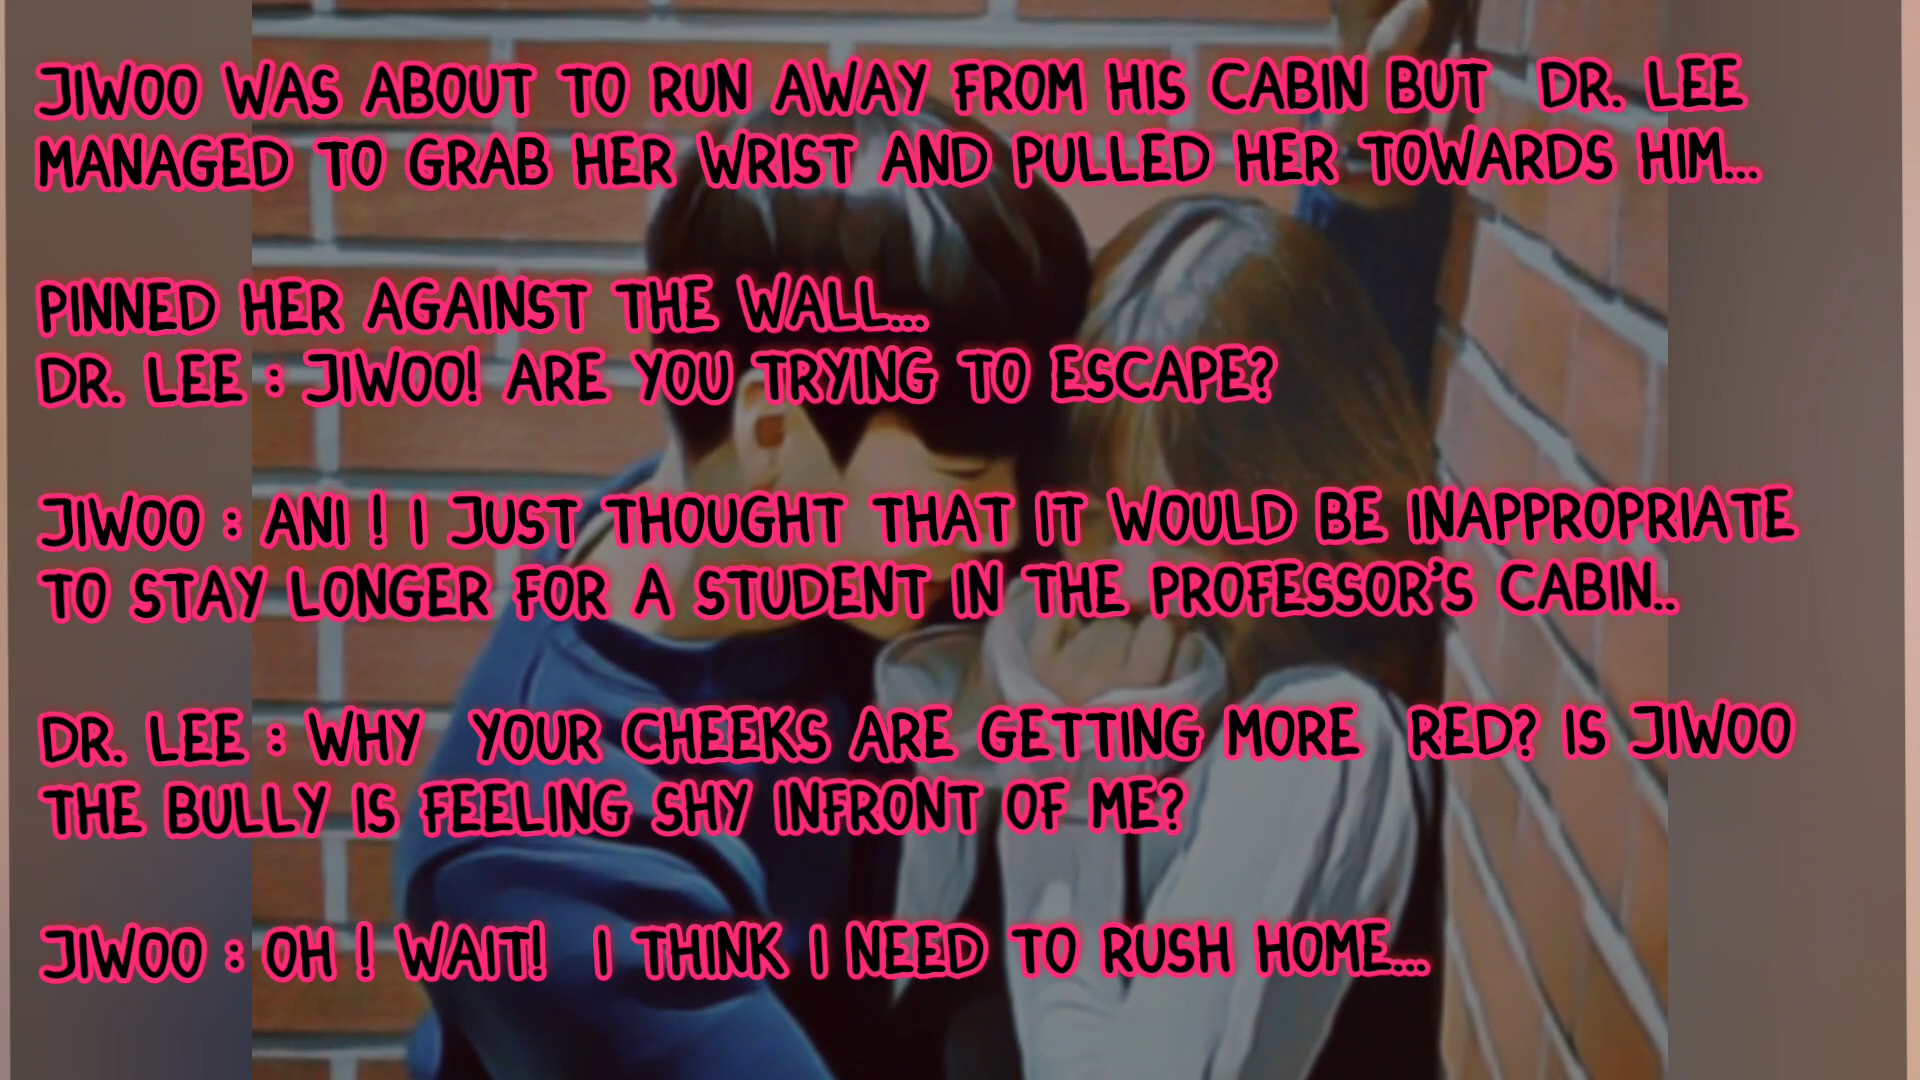 JIWOO WAS ABOUT TO RUN AWAY FROM HIS CABIN BUT DR. LEE
MANAGED TO GRAB HER WRIST AND PULLED HER TOWARDS HIM...
PINNED HER AGAINST THE WALL...
DR. LEE : JIWOO! ARE YOU TRYING TO ESCAPE?
JIWOO : ANI ! I JUST THOUGHT THAT IT WOULD BE INAPPROPRIATE
TO STAY LONGER FOR A STUDENT IN THE PROFESSOR'S CABIN..
DR. LEE : WHY YOUR CHEEKS ARE GETTING MORE RED? IS JIWOO
THE BULLY IS FEELING SHY INFRONT OF ME?
JIWOO : OH ! WAIT! I THINK I NEED TO RUSH HOME...